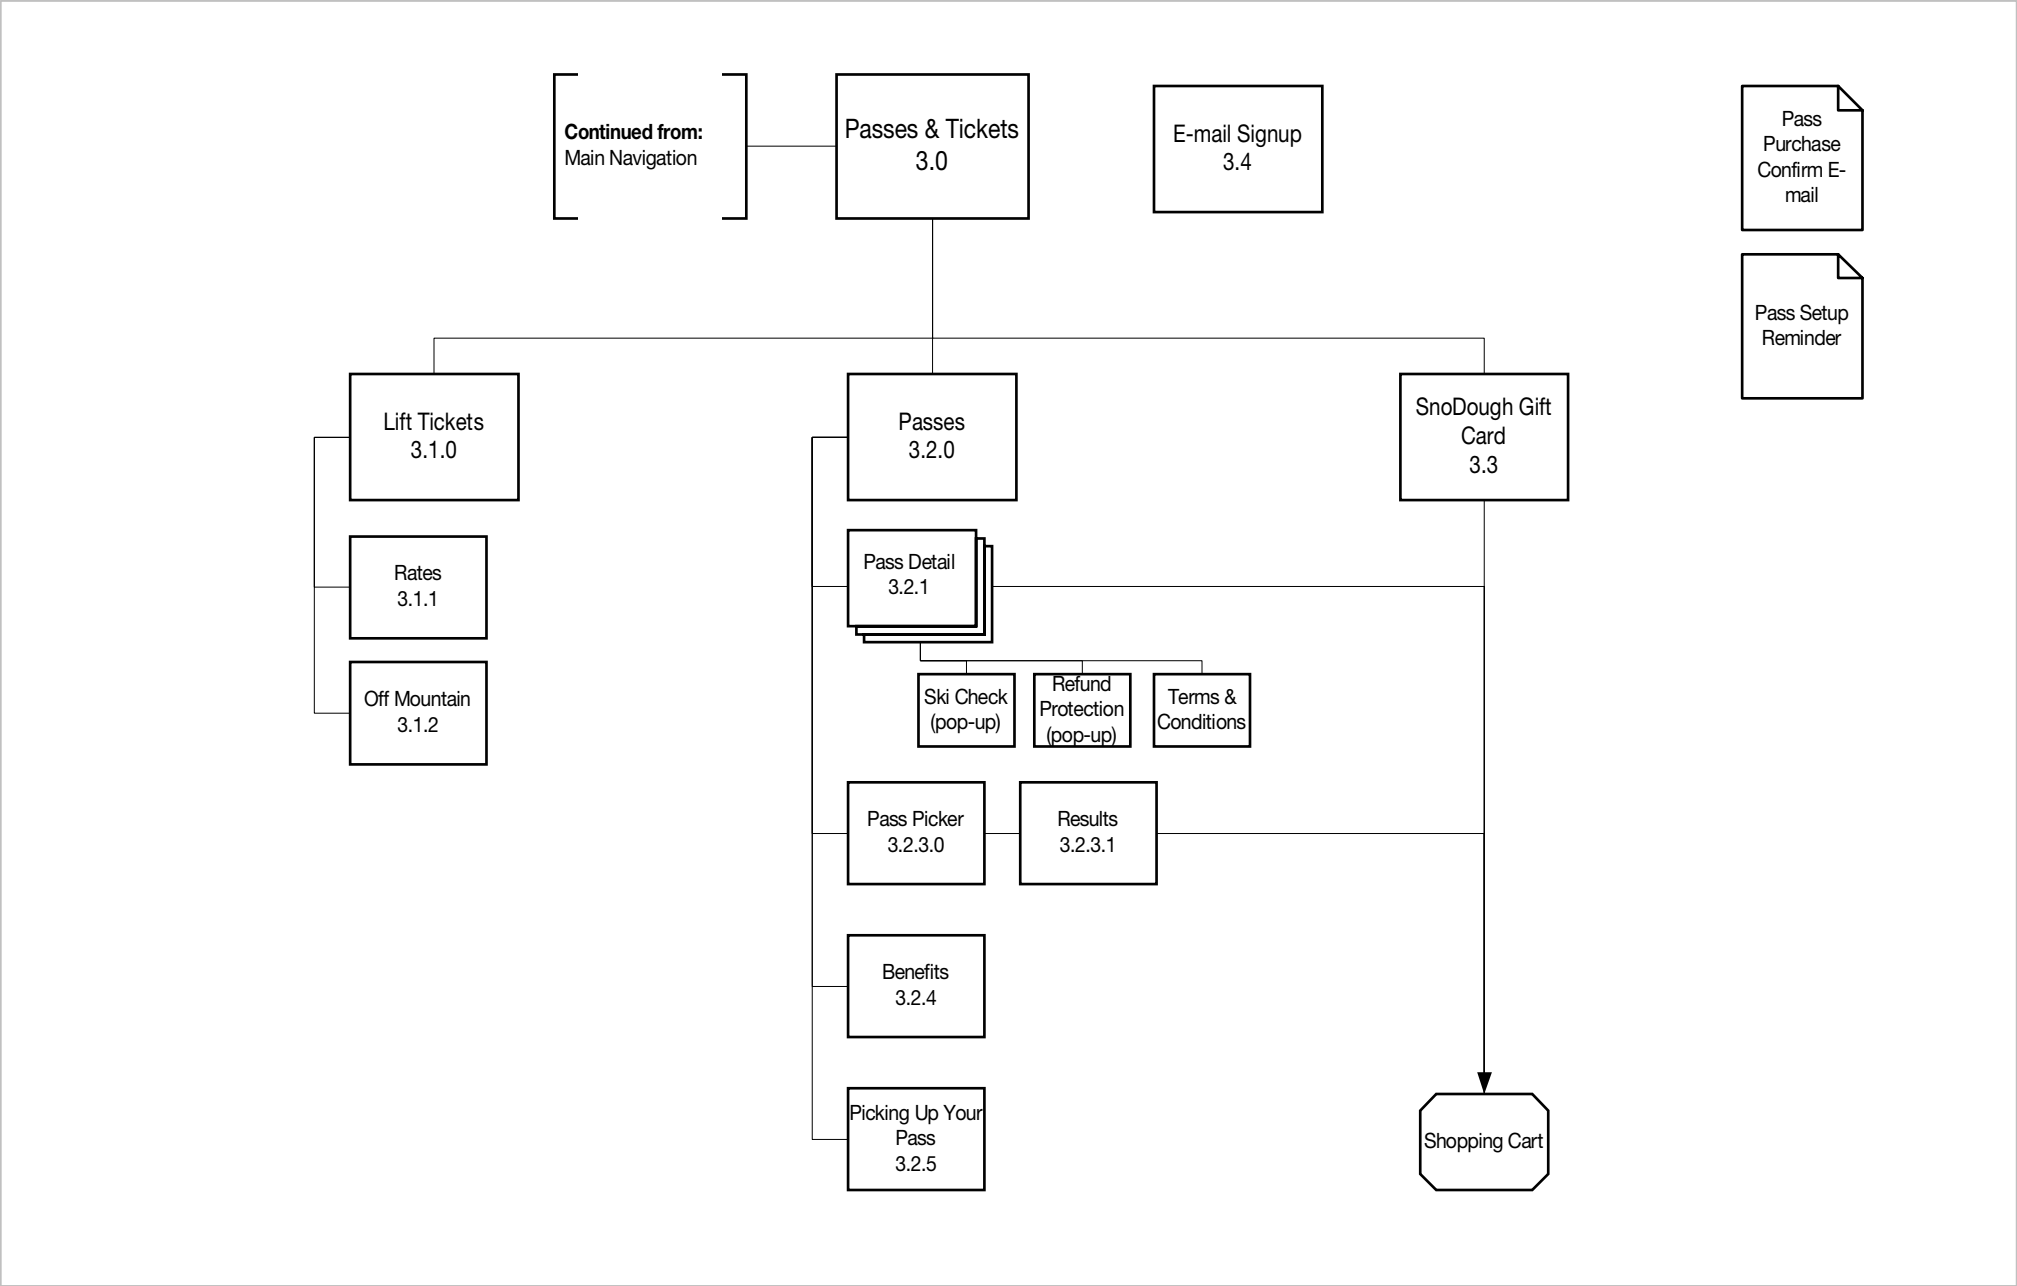 Continued from:
Main Navigation
Passes & Tickets
3.0
E-mail Signup
3.4
Pass
Purchase
Confirm E-
mail
Pass Setup
Reminder
Lift Tickets
3.1.0
Passes
3.2.0
SnoDough Gift
Card
3.3
Rates
3.1.1
Off Mountain
3.1.2
Pass Detail
3.2.1
Ski Check
(pop-up)
Refund
Protection
(pop-up)
Terms &
Conditions
Pass Picker
3.2.3.0
Results
3.2.3.1
Benefits
3.2.4
Picking Up Your
Pass
3.2.5
Shopping Cart